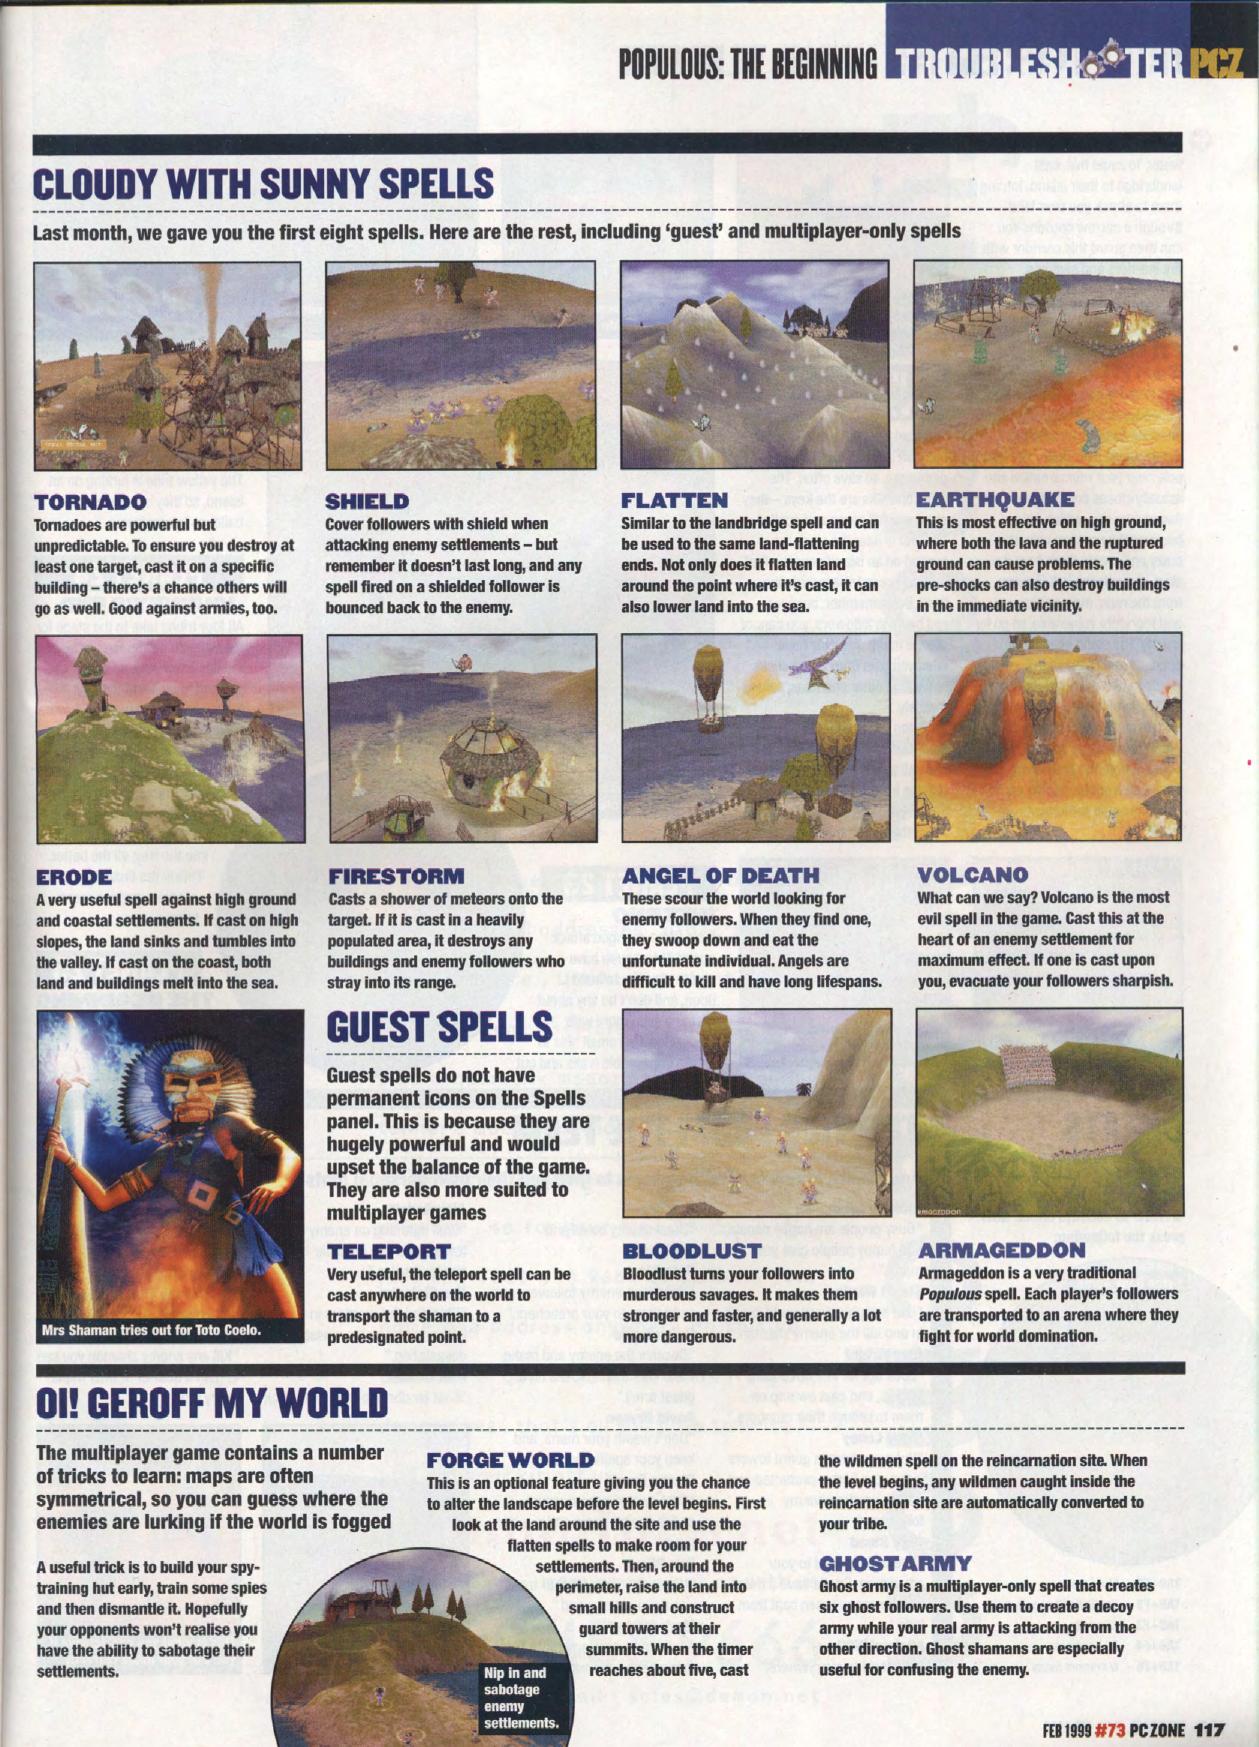 POPULOUS: THE BEGINNING TROUBLESHOOTER PCZ
CLOUDY WITH SUNNY SPELLS
Last month, we gave you the first eight spells. Here are the rest, including ‘guest’ and multiplayer-only spells
TORNADO
Tornadoes are powerful but
unpredictable. To ensure you destroy at
least one target, cast it on a specific
building – there’s a chance others will
go as well. Good against armies, too.
SHIELD
Cover followers with shield when
attacking enemy settlements – but
remember it doesn’t last long, and any
spell fired on a shielded follower is
bounced back to the enemy.
FLATTEN
Similar to the landbridge spell and can
be used to the same land-flattening
ends. Not only does it flatten land
around the point where it’s cast, it can
also lower land into the sea.
EARTHQUAKE
This is most effective on high ground,
where both the lava and the ruptured
ground can cause problems. The
pre-shocks can also destroy buildings
in the immediate vicinity.
ERODE
A very useful spell against high ground
and coastal settlements. If cast on high
slopes, the land sinks and tumbles into
the valley. If cast on the coast, both
land and buildings melt into the sea.
FIRESTORM
Casts a shower of meteors onto the
target. If it is cast in a heavily
populated area, it destroys any
buildings and enemy followers who
stray into its range.
ANGEL OF DEATH
These scour the world looking for
enemy followers. When they find one,
they swoop down and eat the
unfortunate individual. Angels are
difficult to kill and have long lifespans.
VOLCANO
What can we say? Volcano is the most
evil spell in the game. Cast this at the
heart of an enemy settlement for
maximum effect. If one is cast upon
you, evacuate your followers sharpish.
Mrs Shaman tries out for Toto Coelo.
GUEST SPELLS
Guest spells do not have
permanent icons on the Spells
panel. This is because they are
hugely powerful and would
upset the balance of the game.
They are also more suited to
multiplayer games
TELEPORT
Very useful, the teleport spell can be
cast anywhere on the world to
transport the shaman to a
predesignated point.
BLOODLUST
Bloodlust turns your followers into
murderous savages. It makes them
stronger and faster, and generally a lot
more dangerous.
ARMAGEDDON
ARMAGEDDON
Armageddon is a very traditional
Populous spell. Each player’s followers
are transported to an arena where they
fight for world domination.
OI! GEROFF MY WORLD
The multiplayer game contains a number
of tricks to learn: maps are often
symmetrical, so you can guess where the
enemies are lurking if the world is fogged
A useful trick is to build your spy-
training hut early, train some spies
and then dismantle it. Hopefully
your opponents won’t realise you
have the ability to sabotage their
settlements.
Nip in and
sabotage
enemy
settlements.
FORGE WORLD
This is an optional feature giving you the chance
to alter the landscape before the level begins. First
look at the land around the site and use the
flatten spells to make room for your
settlements. Then, around the
perimeter, raise the land into
small hills and construct
guard towers at their
summits. When the timer
reaches about five, cast
the wildmen spell on the reincarnation site. When
the level begins, any wildmen caught inside the
reincarnation site are automatically converted to
your tribe.
GHOST ARMY
Ghost army is a multiplayer-only spell that creates
six ghost followers. Use them to create a decoy
army while your real army is attacking from the
other direction. Ghost shamans are especially
useful for confusing the enemy.
FEB 1999 #73 PC ZONE 117